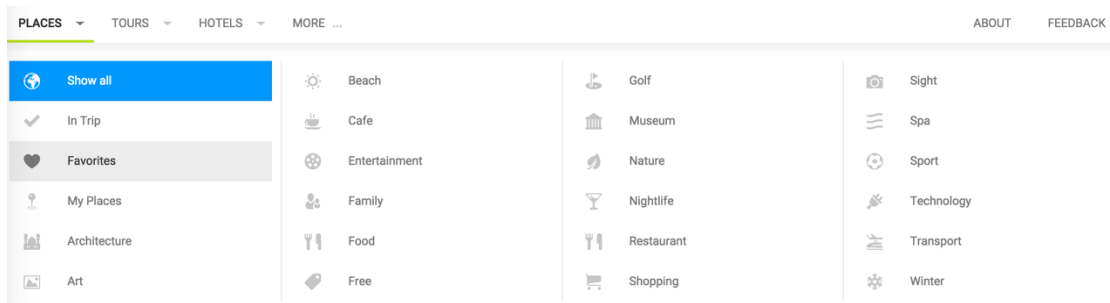 PLACES TOURS HOTELS MORE ... ABOUT FEEDBACK
Show all Beach Golf Sight
In Trip Cafe Museum Spa
Favorites Entertainment Nature Sport
My Places Family Nightlife Technology
Architecture Food Restaurant Transport
Art Free Shopping Winter